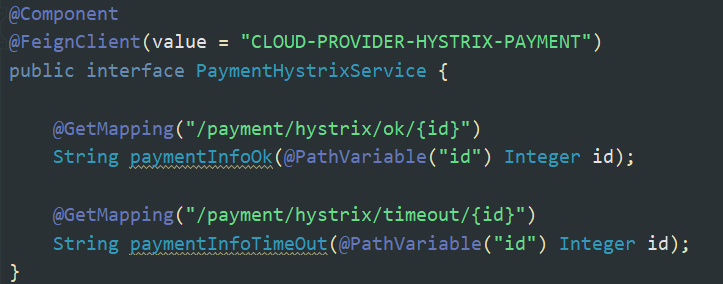 @Component
@FeignClient(value = "CLOUD-PROVIDER-HYSTRIX-PAYMENT")
public interface PaymentHystrixService {
@GetMapping("/payment/hystrix/ok/{id}")
String paymentInfoOk(@PathVariable("id") Integer id);
@GetMapping("/payment/hystrix/timeout/{id}")
String paymentInfoTimeOut(@PathVariable("id") Integer id);
}